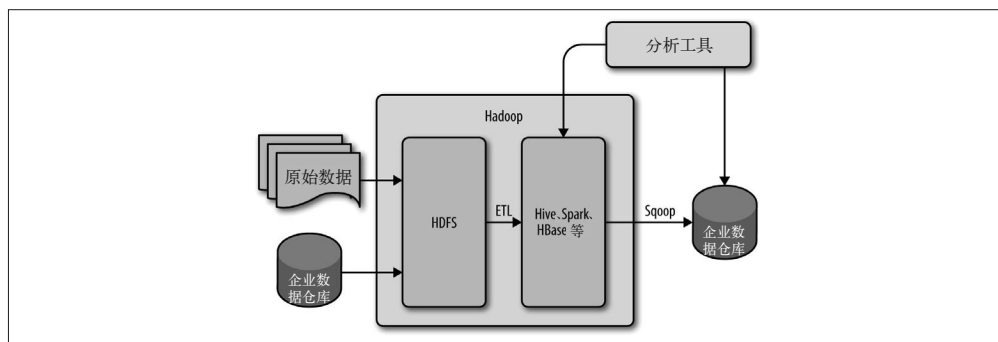 分析工具
Hadoop
原始数据
HDFS
ETL
Hive、Spark、
HBase 等
Sqoop
企业数
据仓库
企业数
据仓库